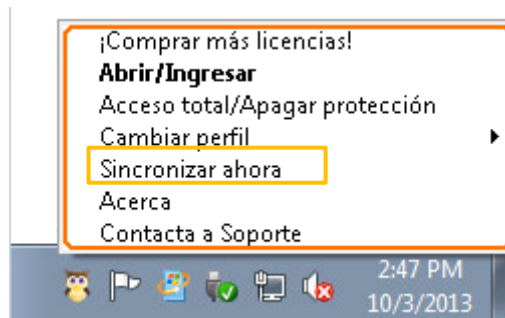 ¡Comprar más licencias!
Abrir/Ingresar
Acceso total/Apagar protección
Cambiar perfil
Sincronizar ahora
Acerca
Contacta a Soporte
2:47 PM
10/3/2013